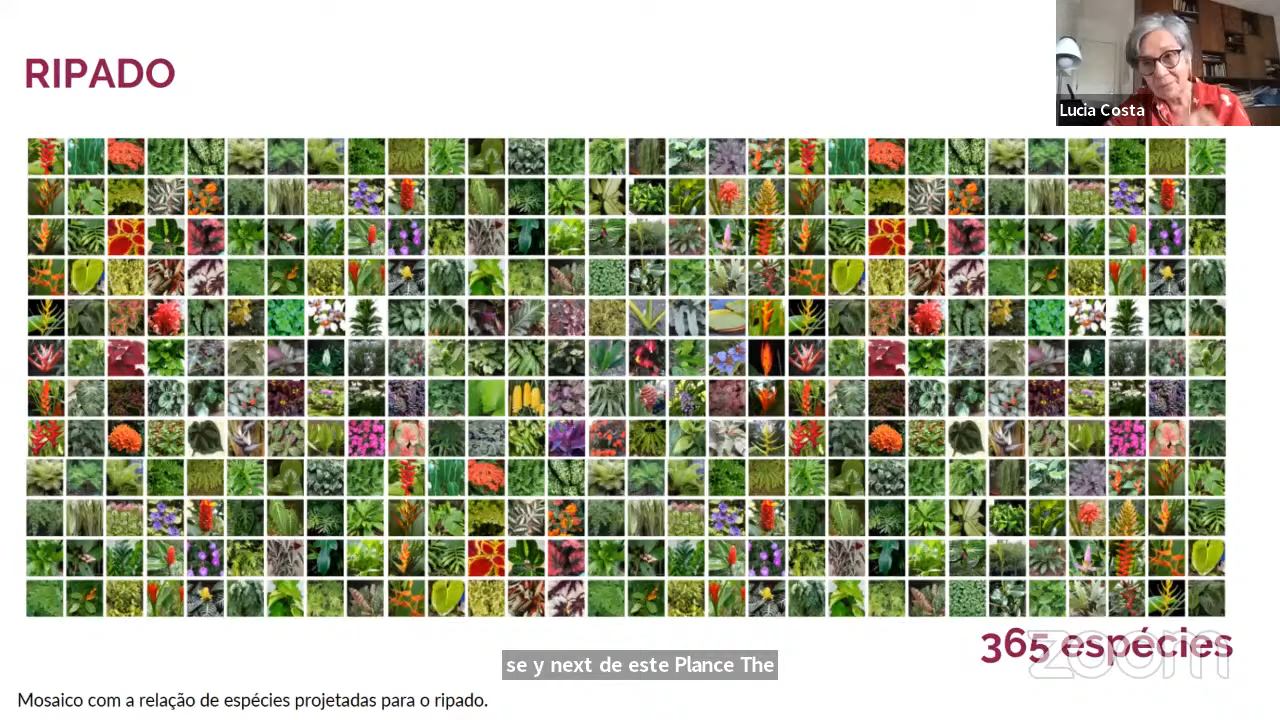 RIPADO
Lucia Costa
365 espécies
zoom
se y next de este Plance The
Mosaico com a relação de espécies projetadas para o ripado.